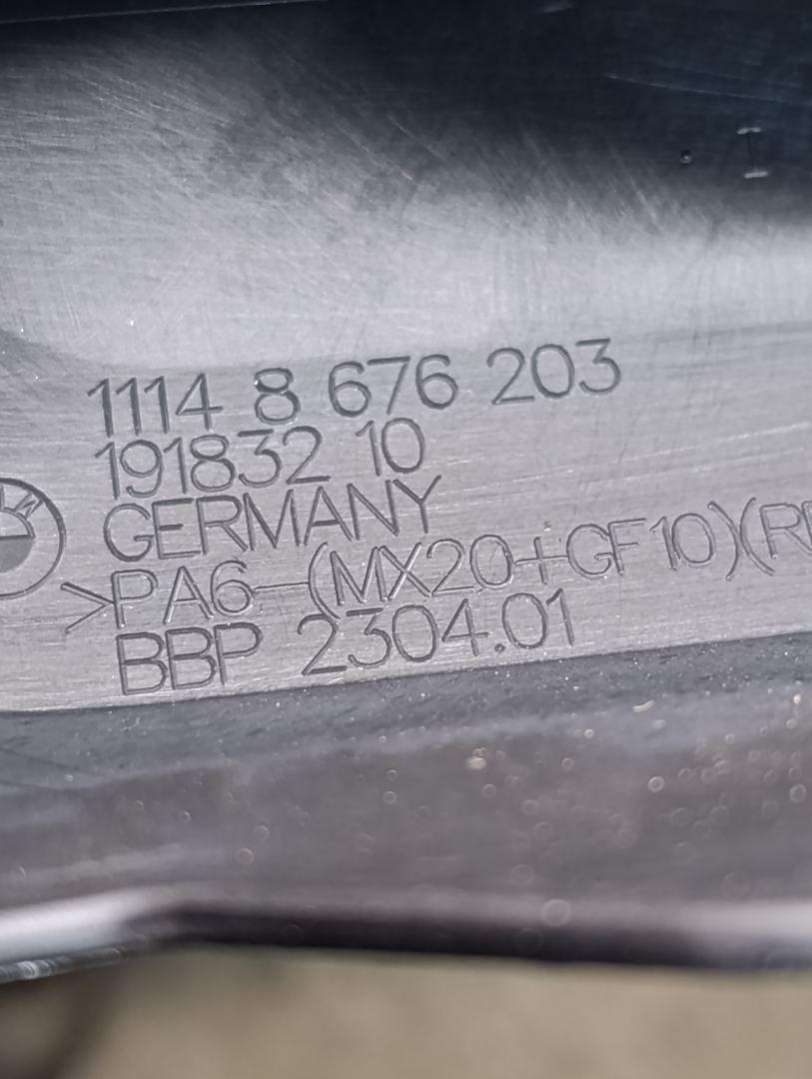 1114 8 676 203
191832 10
GERMANY
>PA6-(MX20+GF10)(R
BBP 2304.01